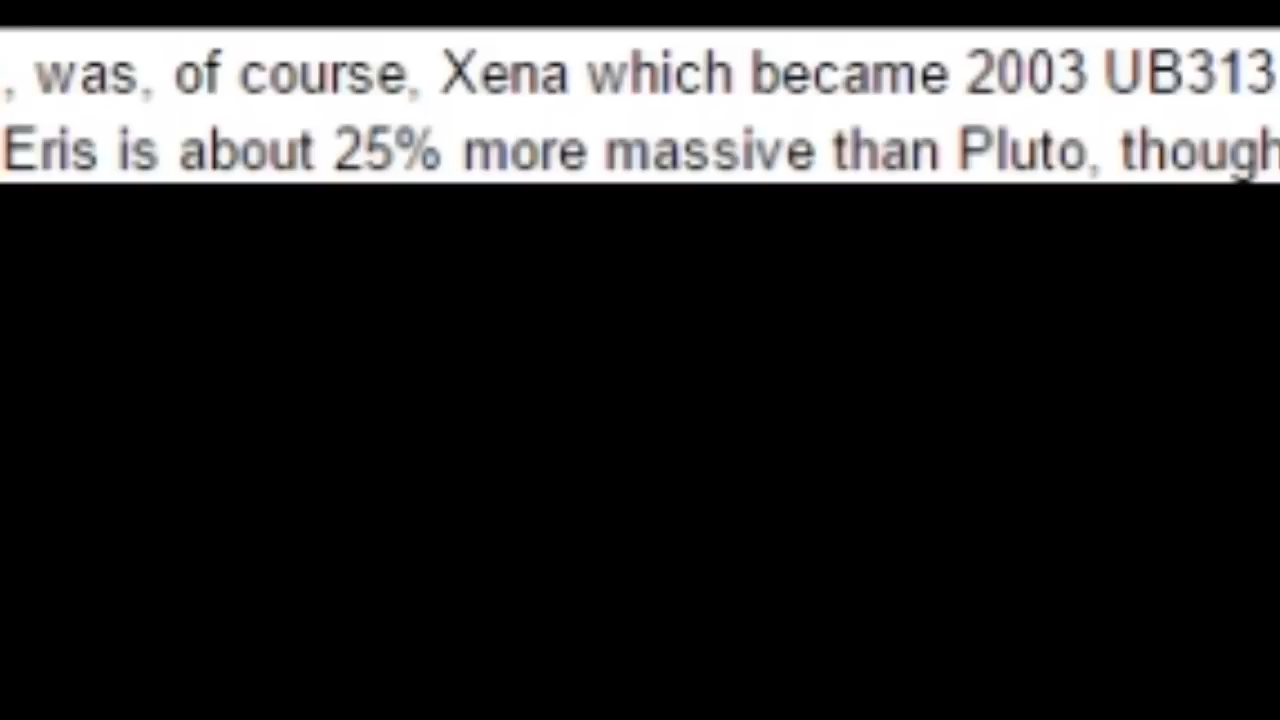 , was, of course, Xena which became 2003 UB313
Eris is about 25% more massive than Pluto, though